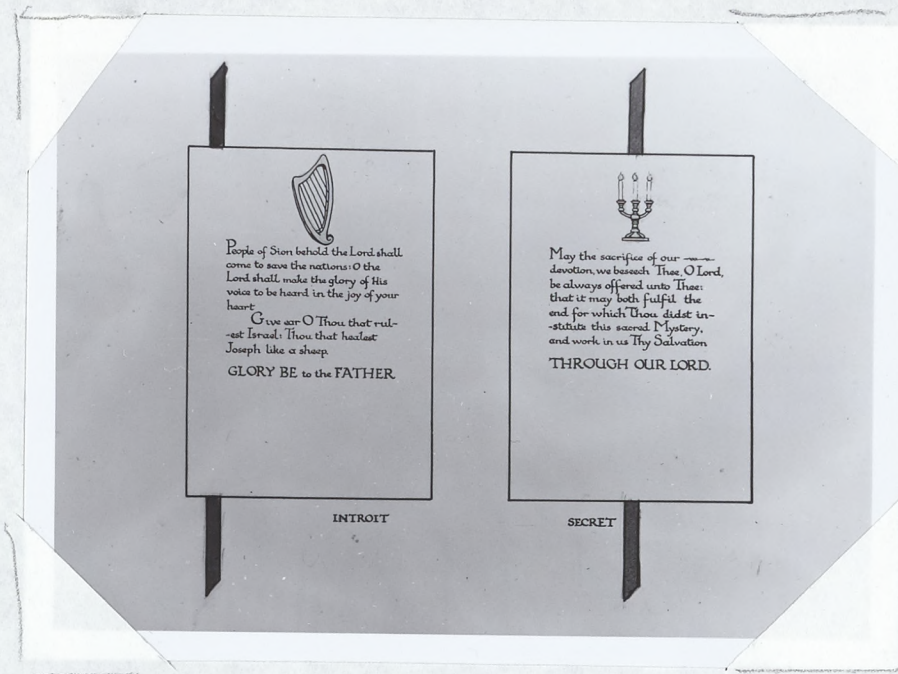 People of Sion behold the Lord shall
come to save the nations: O the
Lord shall make the glory of His
voice to be heard in the joy of your
heart
Give ear O Thou that rul-
-est Israel: Thou that healest
Joseph like a sheep.
GLORY BE to the FATHER
INTROIT
May the sacrifice of our
devotion, we beseech Thee, O Lord,
be always offered unto Thee:
that it may both fulfil the
end for which Thou didst in-
-stitute this sacred Mystery,
and work in us Thy Salvation
THROUGH OUR LORD.
SECRET